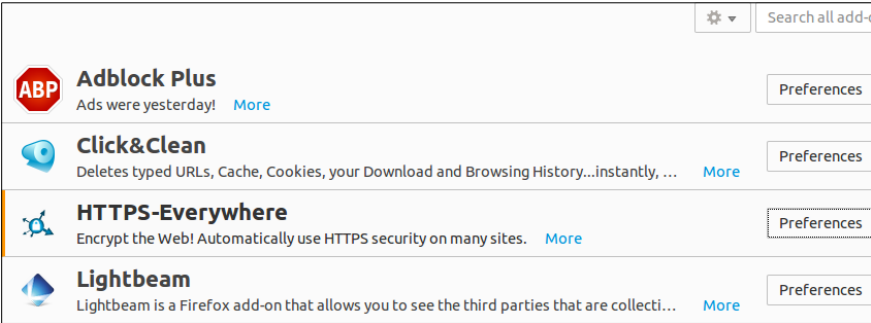 Search all add-
ABP
Adblock Plus
Ads were yesterday! More
Preferences
Click&Clean
Deletes typed URLs, Cache, Cookies, your Download and Browsing History...instantly, ... More
Preferences
HTTPS-Everywhere
Encrypt the Web! Automatically use HTTPS security on many sites. More
Preferences
Lightbeam
Lightbeam is a Firefox add-on that allows you to see the third parties that are collecti... More
Preferences